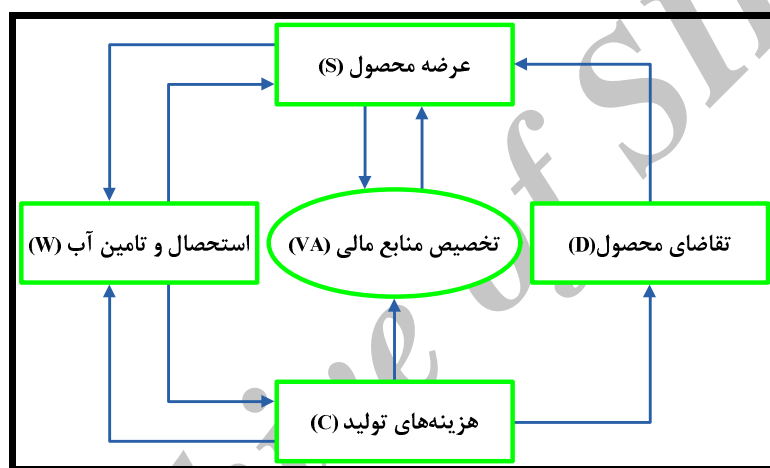 عرضه محصول (S)
تقاضای محصول(D)
تخصیص منابع مالی (VA)
استحصال و تامین آب (W)
هزینه‌های تولید (C)